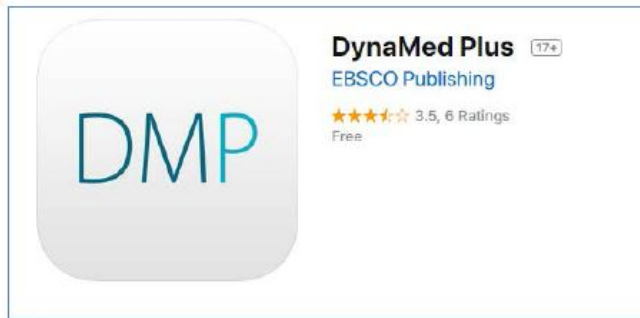 DMP
DynaMed Plus 17+
EBSCO Publishing
3.5, 6 Ratings
Free